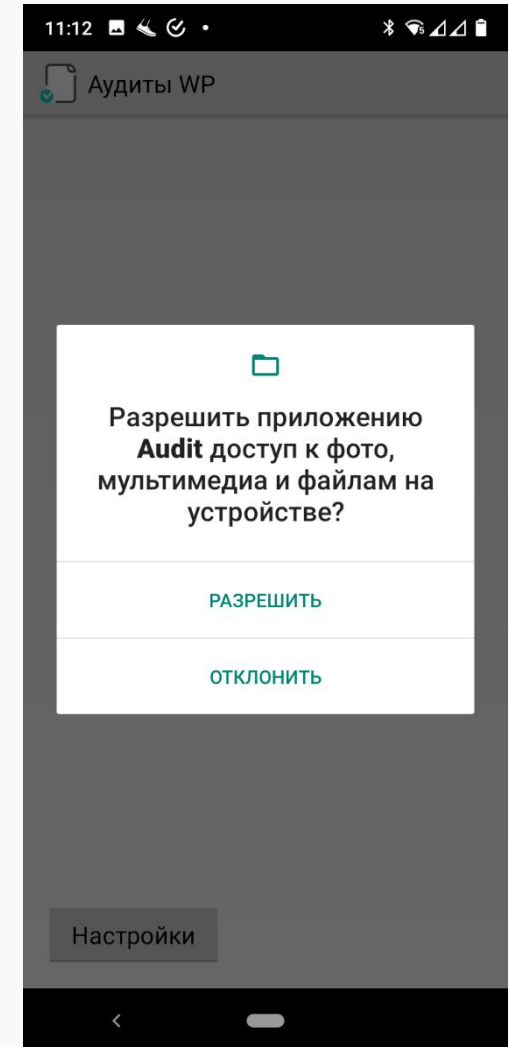 11:12
Аудиты WP
Разрешить приложению
Audit доступ к фото,
мультимедиа и файлам на
устройстве?
РАЗРЕШИТЬ
ОТКЛОНИТЬ
Настройки